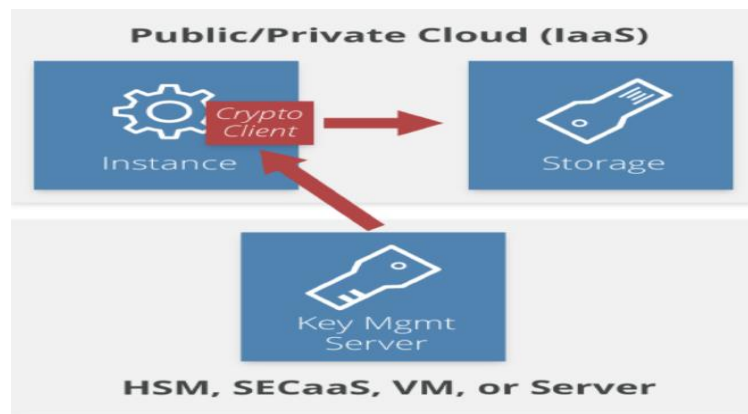 Public/Private Cloud (IaaS)
Crypto
Client
Instance
Storage
Key Mgmt
Server
HSM, SECaaS, VM, or Server